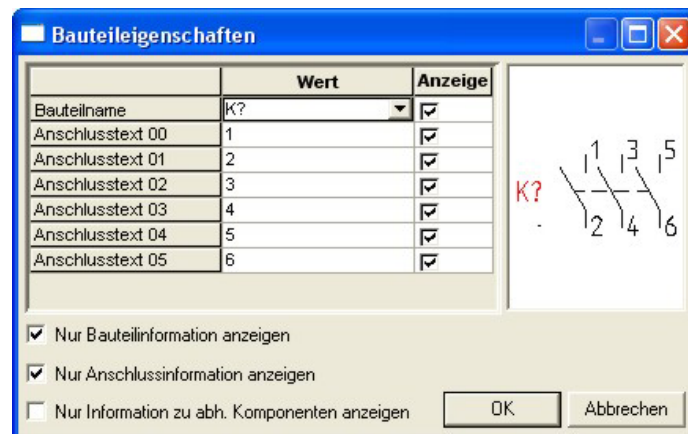 Bauteileigenschaften
Wert Anzeige
Bauteilname K?
Anschlusstext 00 1
Anschlusstext 01 2
Anschlusstext 02 3
Anschlusstext 03 4
Anschlusstext 04 5
Anschlusstext 05 6
1 3 5
K?
2 4 6
Nur Bauteilinformation anzeigen
Nur Anschlussinformation anzeigen
Nur Information zu abh. Komponenten anzeigen
OK Abbrechen